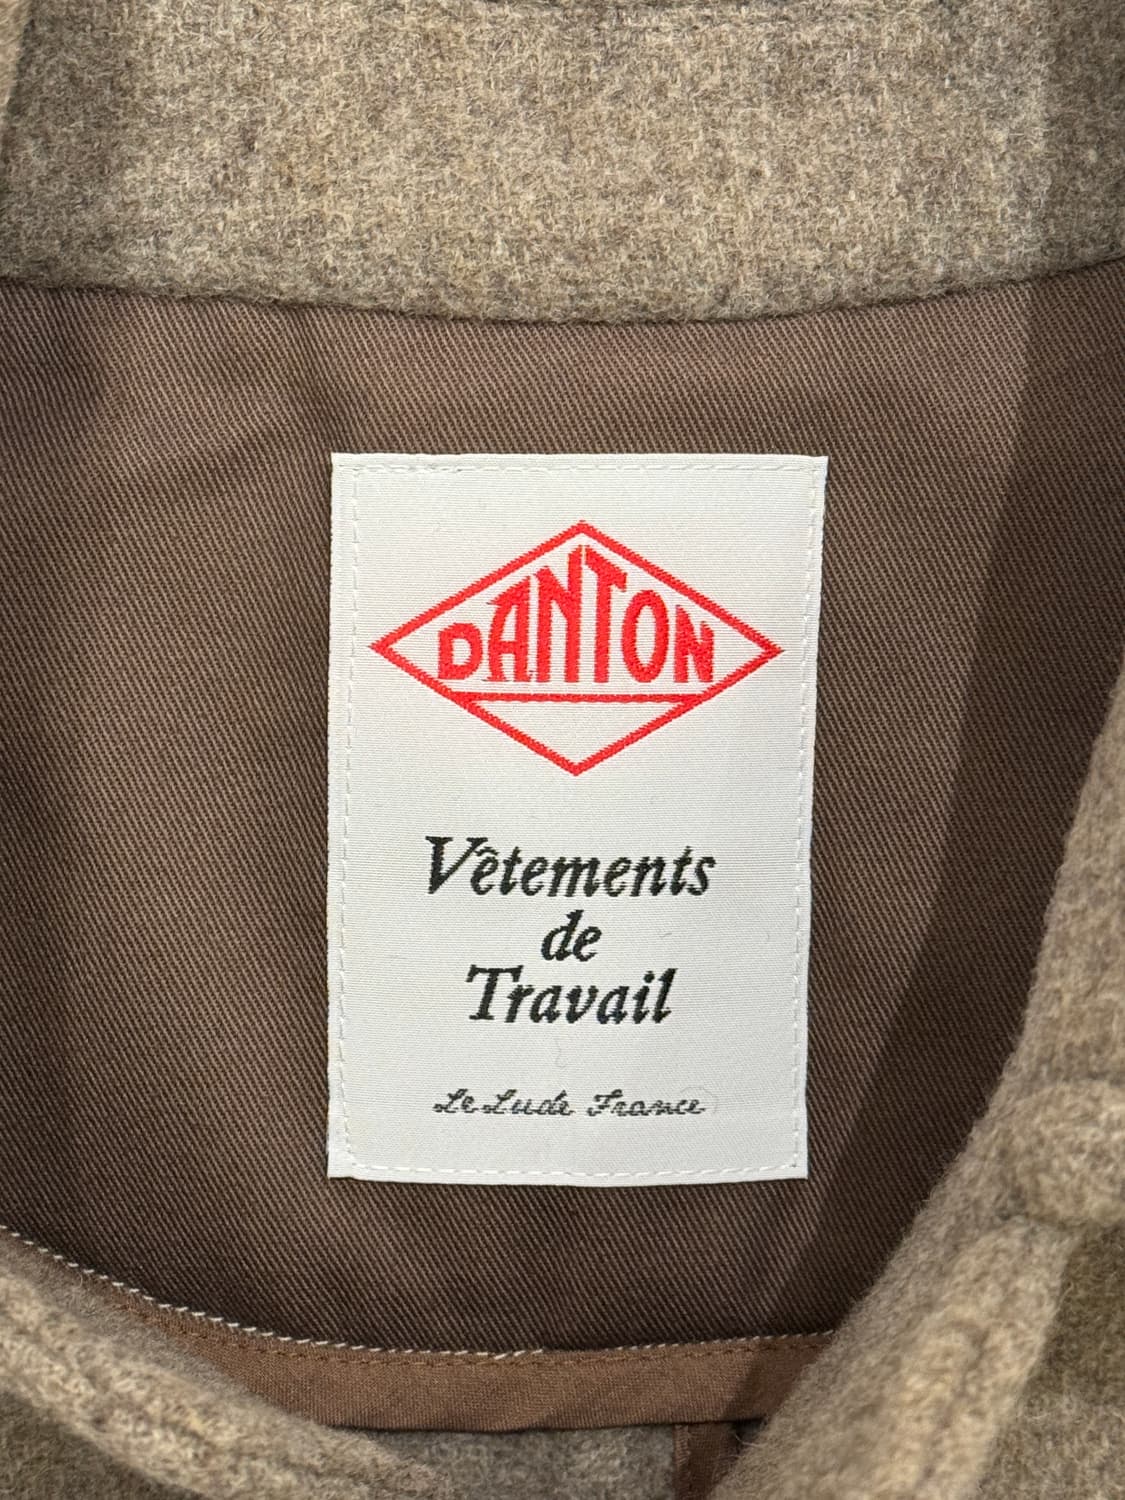 DANTON
Vêtements
de
Travail
Le Lude France